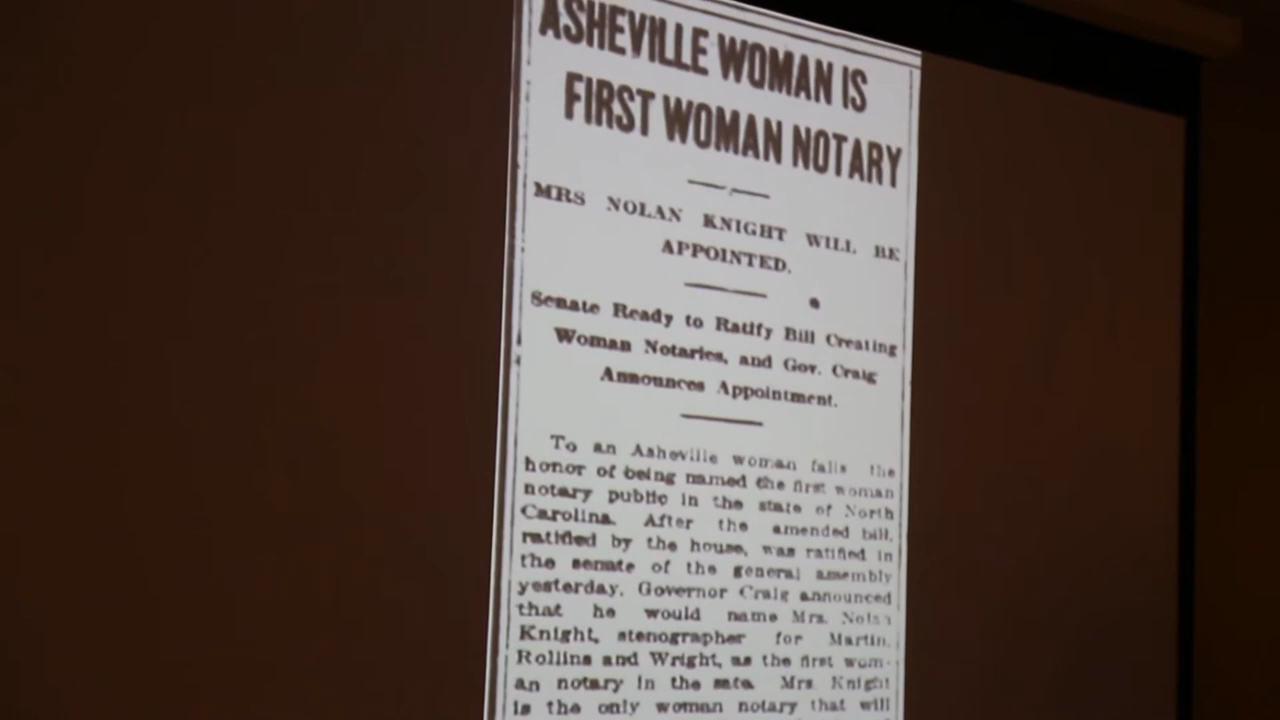 ASHEVILLE WOMAN IS
FIRST WOMAN NOTARY
MRS NOLAN KNIGHT WILL BE
APPOINTED.
Senate Ready to Ratify Bill Creating
Woman Notaries, and Gov. Craig
Announces Appointment.
To an Asheville woman falls the
honor of being named the first woman
notary public in the state of North
Carolina. After the amended bill,
ratified by the house, was ratified in
the senate of the general assembly
yesterday, Governor Craig announced
that he would name Mrs. Nolan
Knight, stenographer for Martin,
Rollins and Wright, as the first wom-
an notary in the sate. Mrs. Knight
is the only woman notary that will